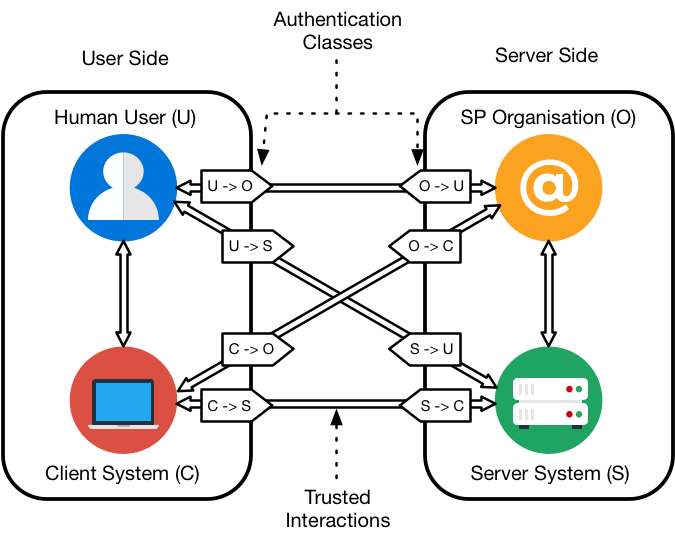 Authentication
Classes
User Side
Server Side
Human User (U)
SP Organisation (O)
@
U -> O
O -> U
U -> S
O -> C
C -> O
S -> U
C -> S
S -> C
Client System (C)
Server System (S)
Trusted
Interactions